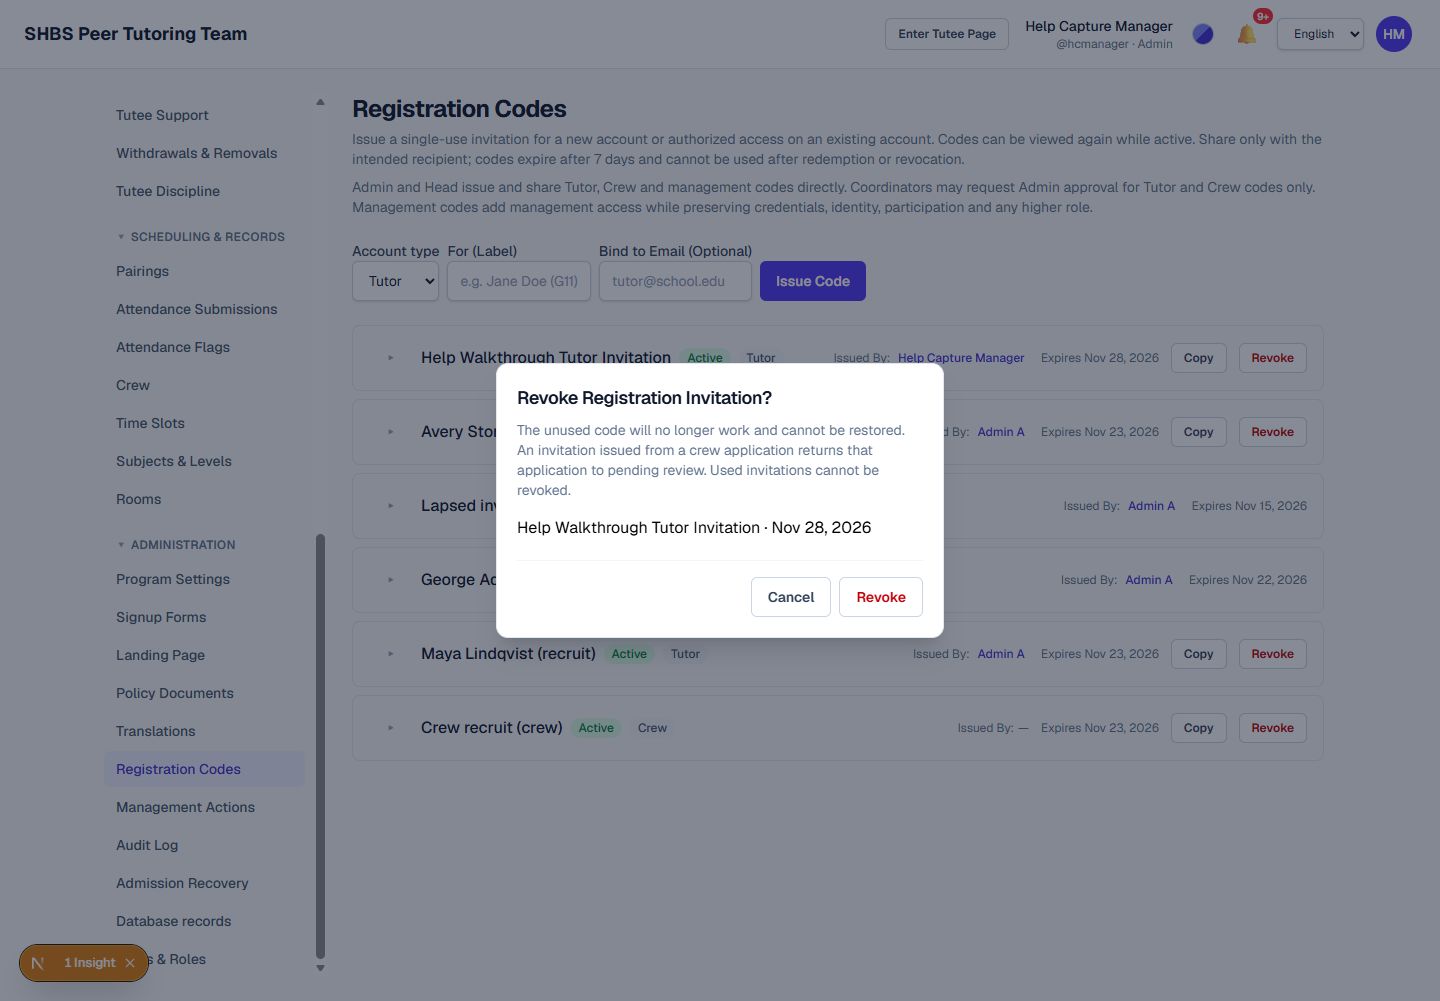 SHBS Peer Tutoring Team
Enter Tutee Page
Help Capture Manager
@hcmanager · Admin
9+
English
HM
Tutee Support
Withdrawals & Removals
Tutee Discipline
SCHEDULING & RECORDS
Pairings
Attendance Submissions
Attendance Flags
Crew
Time Slots
Subjects & Levels
Rooms
ADMINISTRATION
Program Settings
Signup Forms
Landing Page
Policy Documents
Translations
Registration Codes
Management Actions
Audit Log
Admission Recovery
Database records
& Roles
1 Insight
Registration Codes
Issue a single-use invitation for a new account or authorized access on an existing account. Codes can be viewed again while active. Share only with the
intended recipient; codes expire after 7 days and cannot be used after redemption or revocation.
Admin and Head issue and share Tutor, Crew and management codes directly. Coordinators may request Admin approval for Tutor and Crew codes only.
Management codes add management access while preserving credentials, identity, participation and any higher role.
Account type For (Label) Bind to Email (Optional)
Tutor e.g. Jane Doe (G11) tutor@school.edu Issue Code
Help Walkthrough Tutor Invitation Active Tutor Issued By: Help Capture Manager Expires Nov 28, 2026 Copy Revoke
Avery By: Admin A Expires Nov 23, 2026 Copy Revoke
Lapsed Issued By: Admin A Expires Nov 15, 2026
George Issued By: Admin A Expires Nov 22, 2026
Maya Lindqvist (recruit) Active Tutor Issued By: Admin A Expires Nov 23, 2026 Copy Revoke
Crew recruit (crew) Active Crew Issued By: — Expires Nov 23, 2026 Copy Revoke
Revoke Registration Invitation?
The unused code will no longer work and cannot be restored.
An invitation issued from a crew application returns that
application to pending review. Used invitations cannot be
revoked.
Help Walkthrough Tutor Invitation · Nov 28, 2026
Cancel Revoke